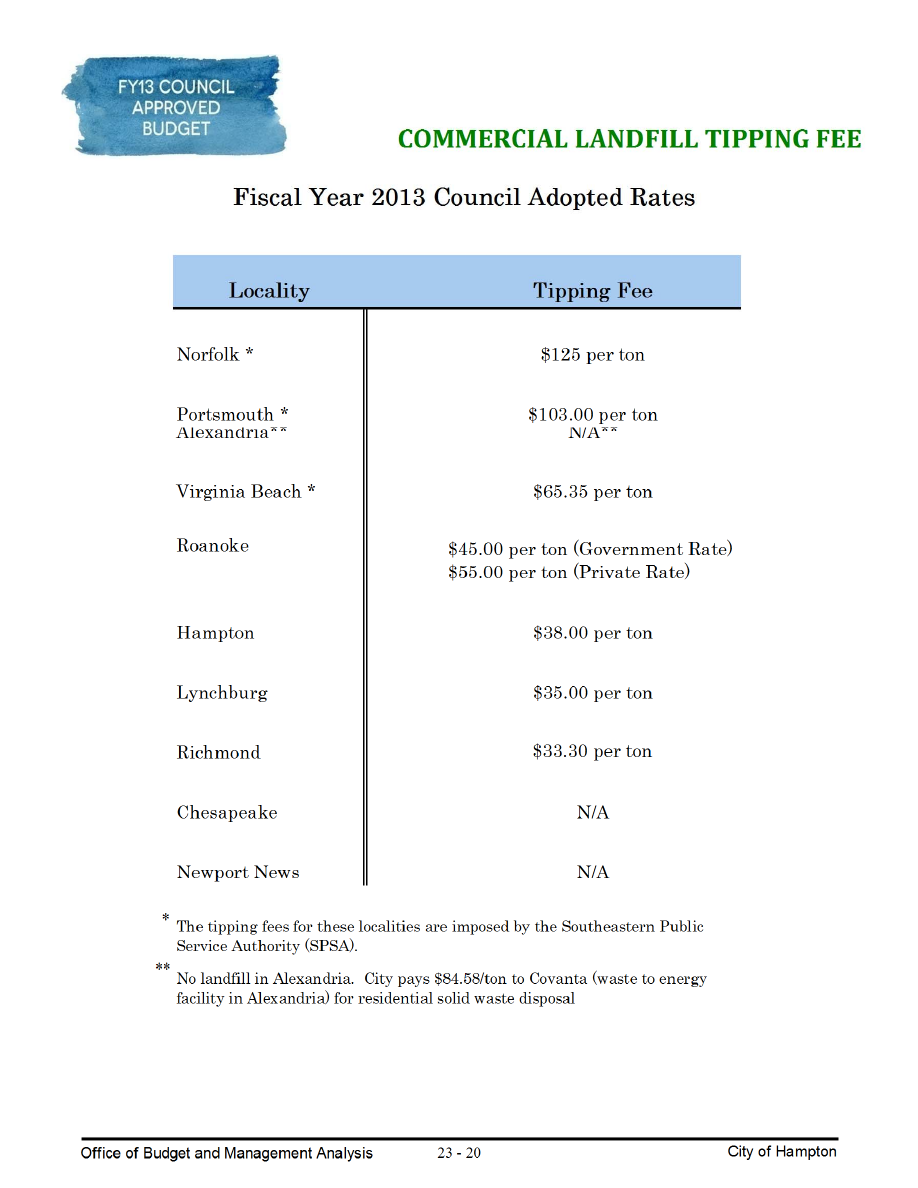 FY13 COUNCIL
APPROVED
BUDGET
COMMERCIAL LANDFILL TIPPING FEE
Fiscal Year 2013 Council Adopted Rates
Locality Tipping Fee
Norfolk * $125 per ton
Portsmouth * $103.00 per ton
Alexandria** N/A**
Virginia Beach * $65.35 per ton
Roanoke $45.00 per ton (Government Rate)
$55.00 per ton (Private Rate)
Hampton $38.00 per ton
Lynchburg $35.00 per ton
Richmond $33.30 per ton
Chesapeake N/A
Newport News N/A
* The tipping fees for these localities are imposed by the Southeastern Public
Service Authority (SPSA).
** No landfill in Alexandria. City pays $84.58/ton to Covanta (waste to energy
facility in Alexandria) for residential solid waste disposal
Office of Budget and Management Analysis 23 - 20 City of Hampton